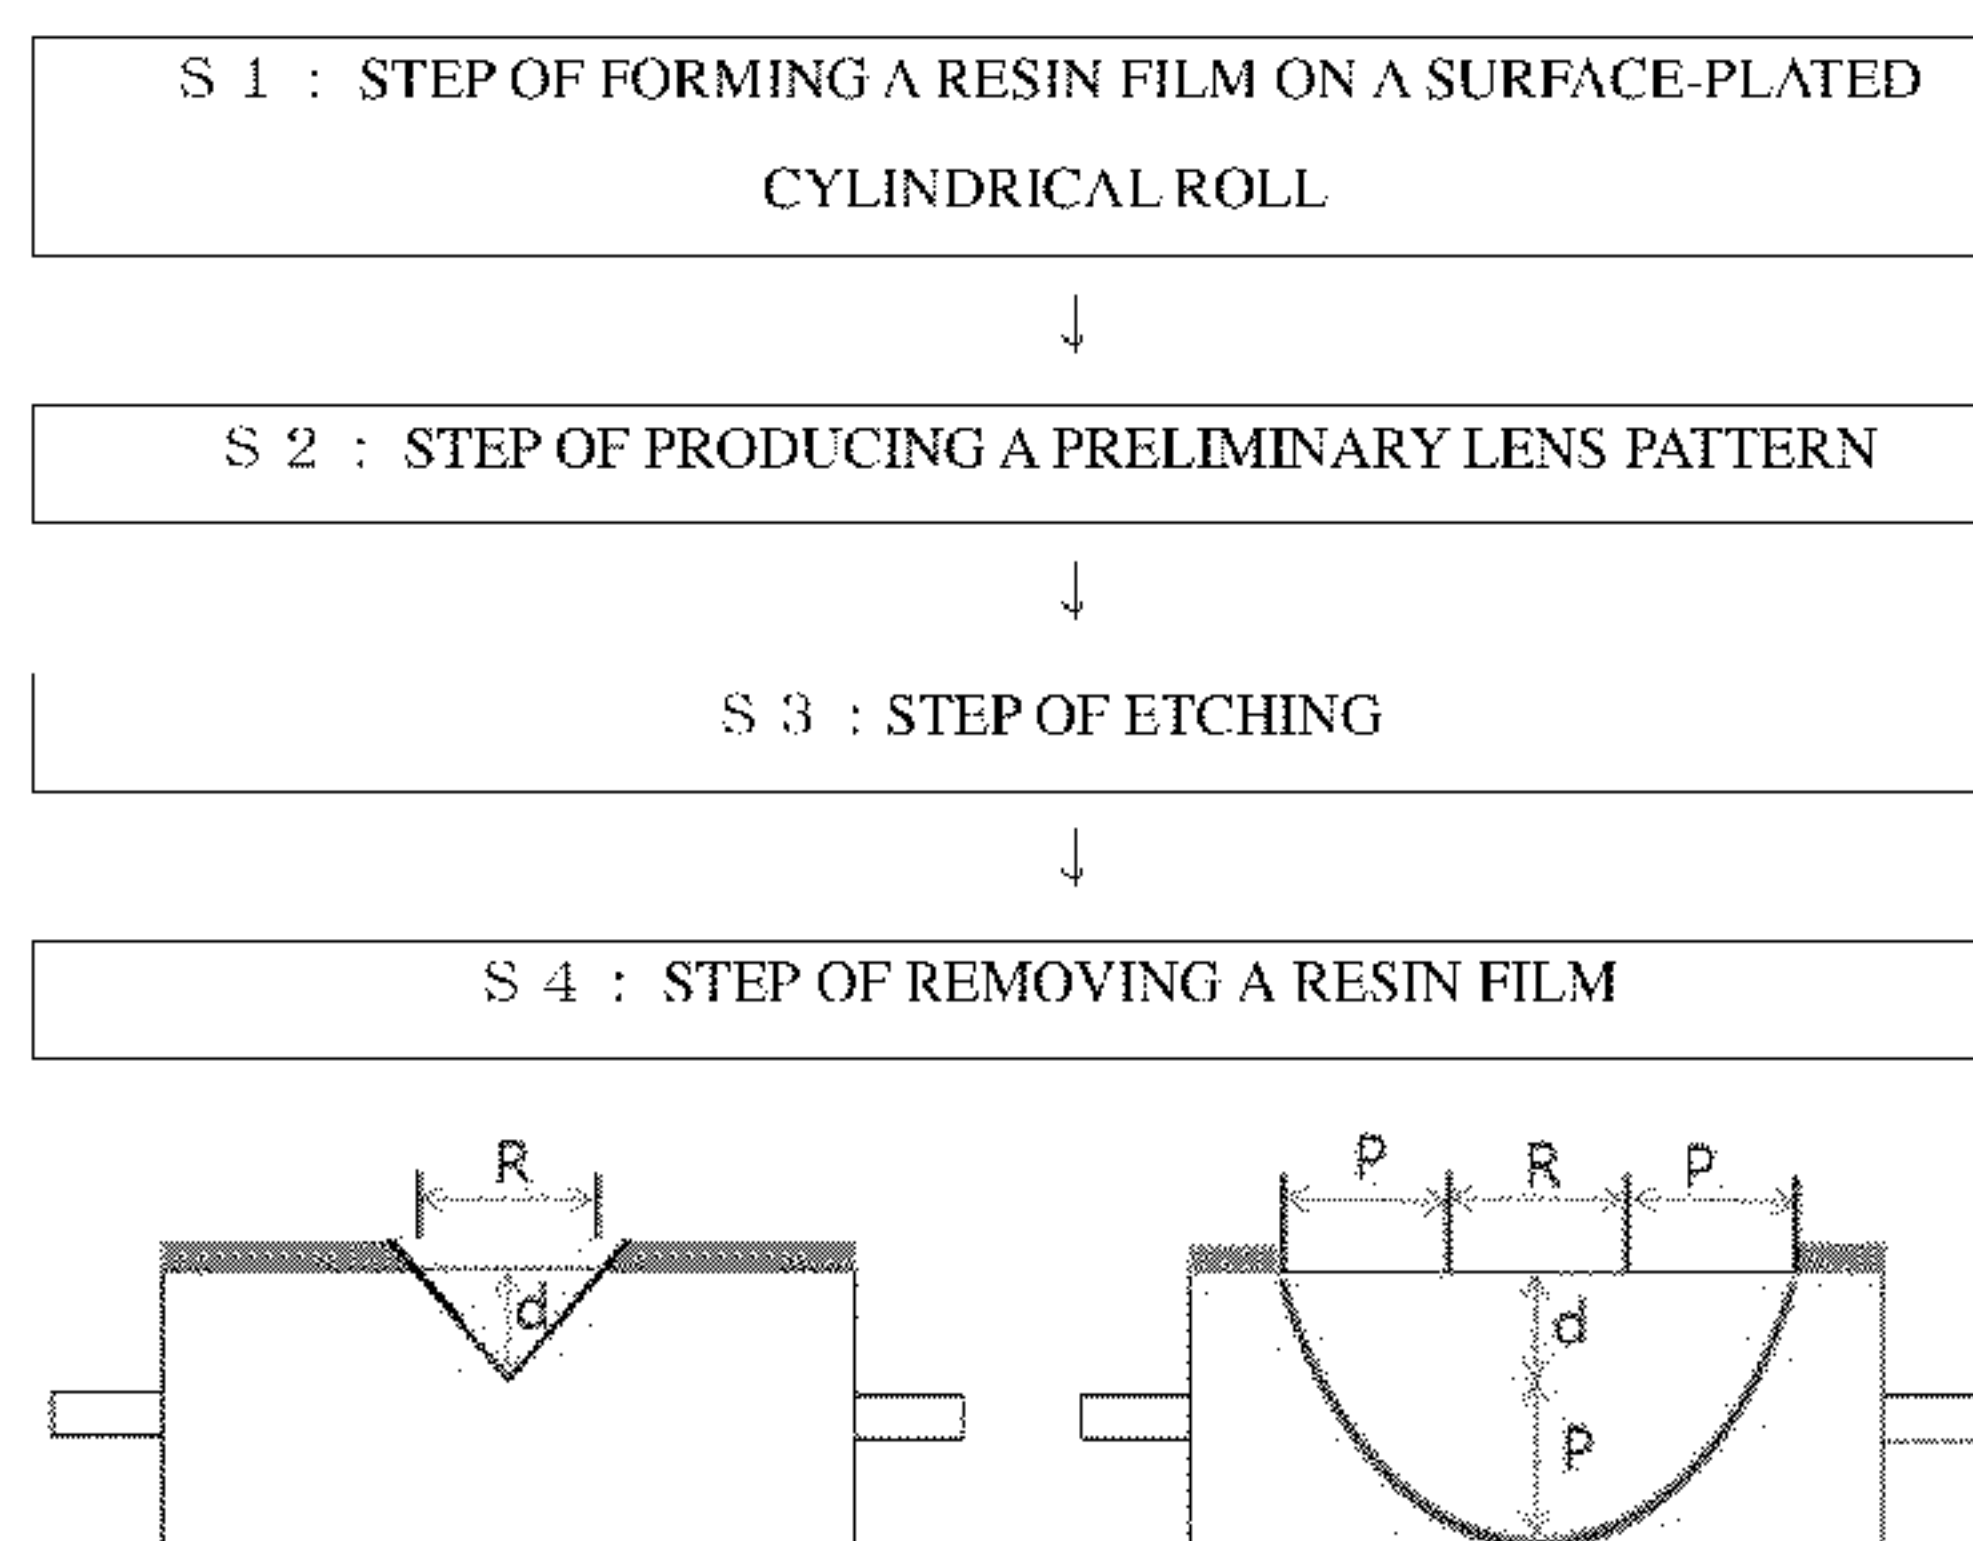 S 1 : STEP OF FORMING A RESIN FILM ON A SURFACE-PLATED
CYLINDRICAL ROLL
S 2 : STEP OF PRODUCING A PRELIMINARY LENS PATTERN
S 3 : STEP OF ETCHING
S 4 : STEP OF REMOVING A RESIN FILM
R
P R P
d
d
P